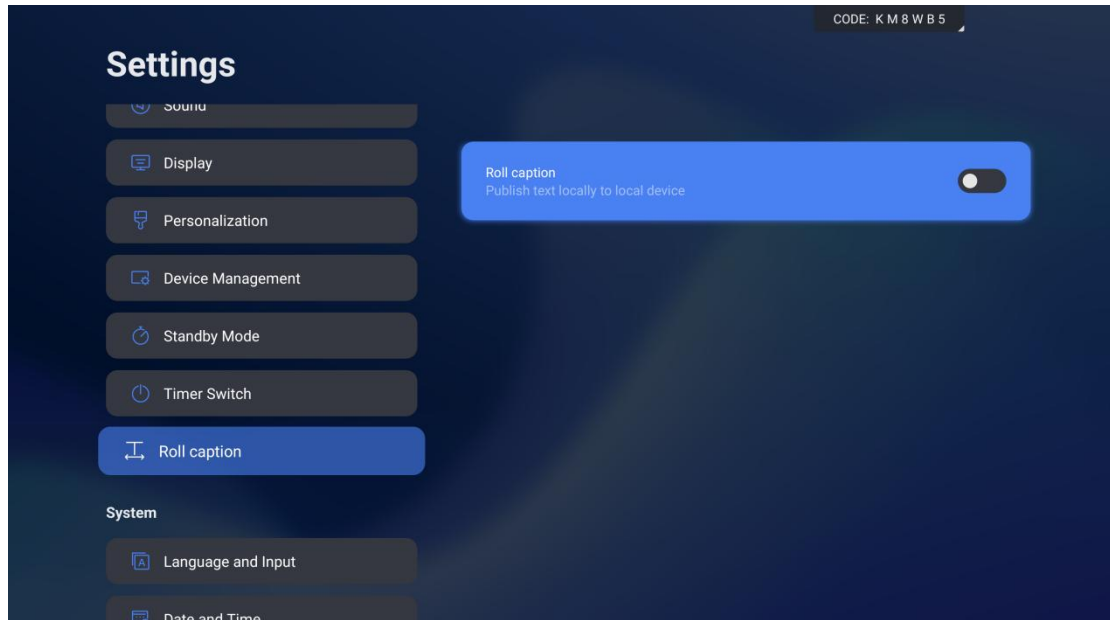 CODE: K M 8 W B 5
Settings
Sound
Display
Personalization
Device Management
Standby Mode
Timer Switch
Roll caption
System
Language and Input
Date and Time
Roll caption
Publish text locally to local device